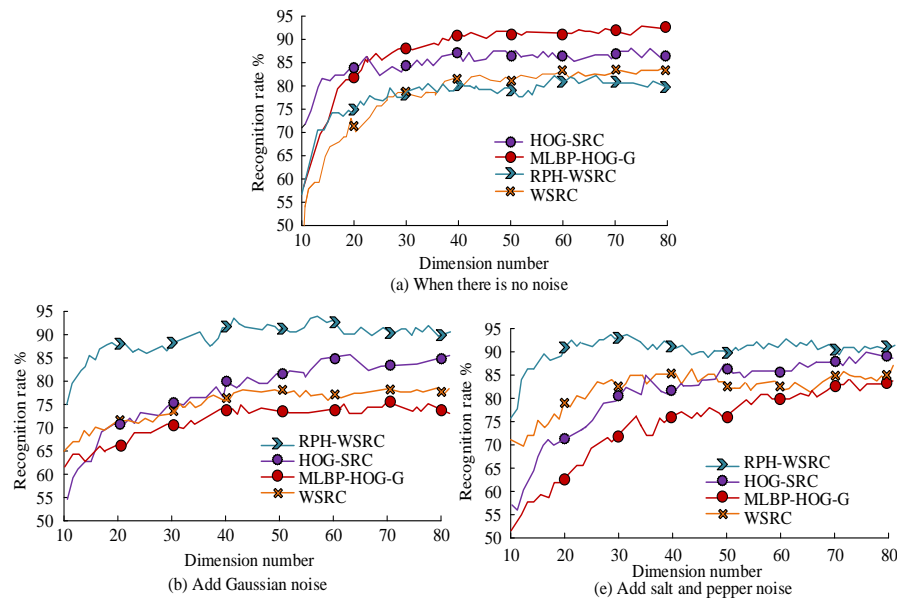 95
90
85
80
75
70
65
60
55
50
Recognition rate %
HOG-SRC
MLBP-HOG-G
RPH-WSRC
WSRC
10 20 30 40 50 60 70 80
Dimension number
(a) When there is no noise
95
90
85
80
75
70
65
60
55
50
Recognition rate %
RPH-WSRC
HOG-SRC
MLBP-HOG-G
WSRC
10 20 30 40 50 60 70 80
Dimension number
(b) Add Gaussian noise
95
90
85
80
75
70
65
60
55
50
Recognition rate %
RPH-WSRC
HOG-SRC
MLBP-HOG-G
WSRC
10 20 30 40 50 60 70 80
Dimension number
(e) Add salt and pepper noise